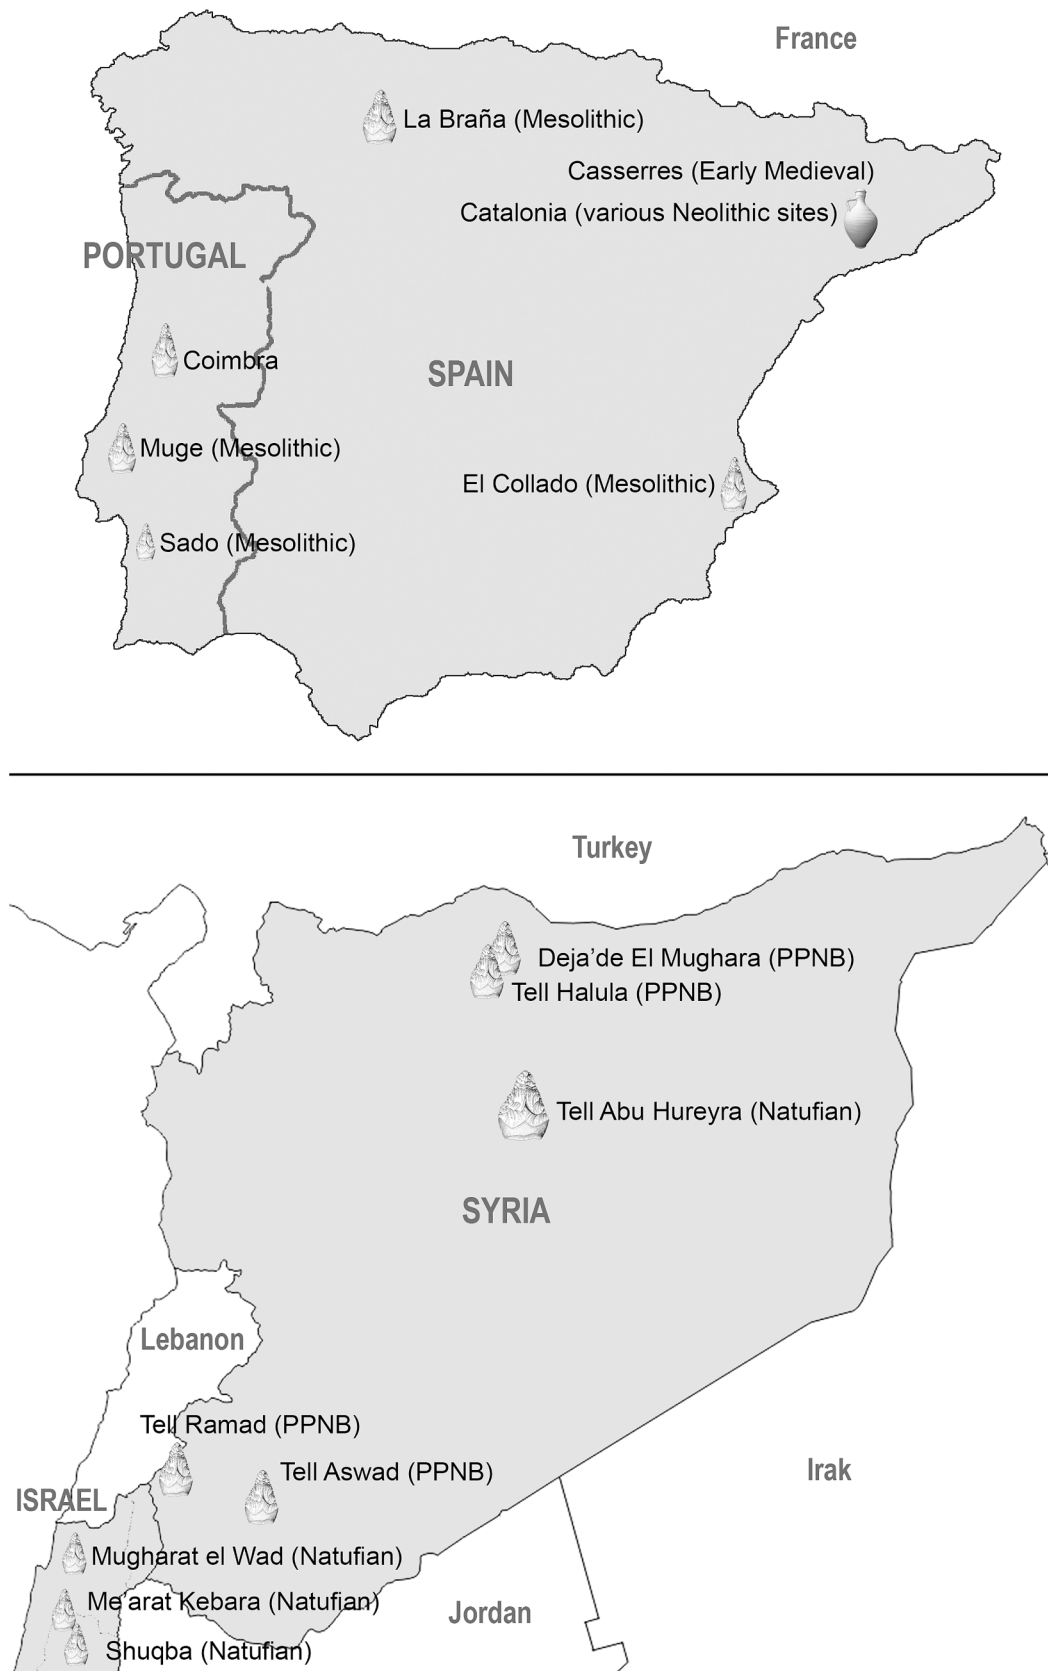 France
La Braña (Mesolithic)
Casserres (Early Medieval)
Catalonia (various Neolithic sites)
PORTUGAL
Coimbra
SPAIN
Muge (Mesolithic)
El Collado (Mesolithic)
Sado (Mesolithic)
Turkey
Deja’de El Mughara (PPNB)
Tell Halula (PPNB)
Tell Abu Hureyra (Natufian)
SYRIA
Lebanon
Tell Ramad (PPNB)
Tell Aswad (PPNB)
Irak
ISRAEL
Mugharat el Wad (Natufian)
Me’arat Kebara (Natufian)
Jordan
Shuqba (Natufian)